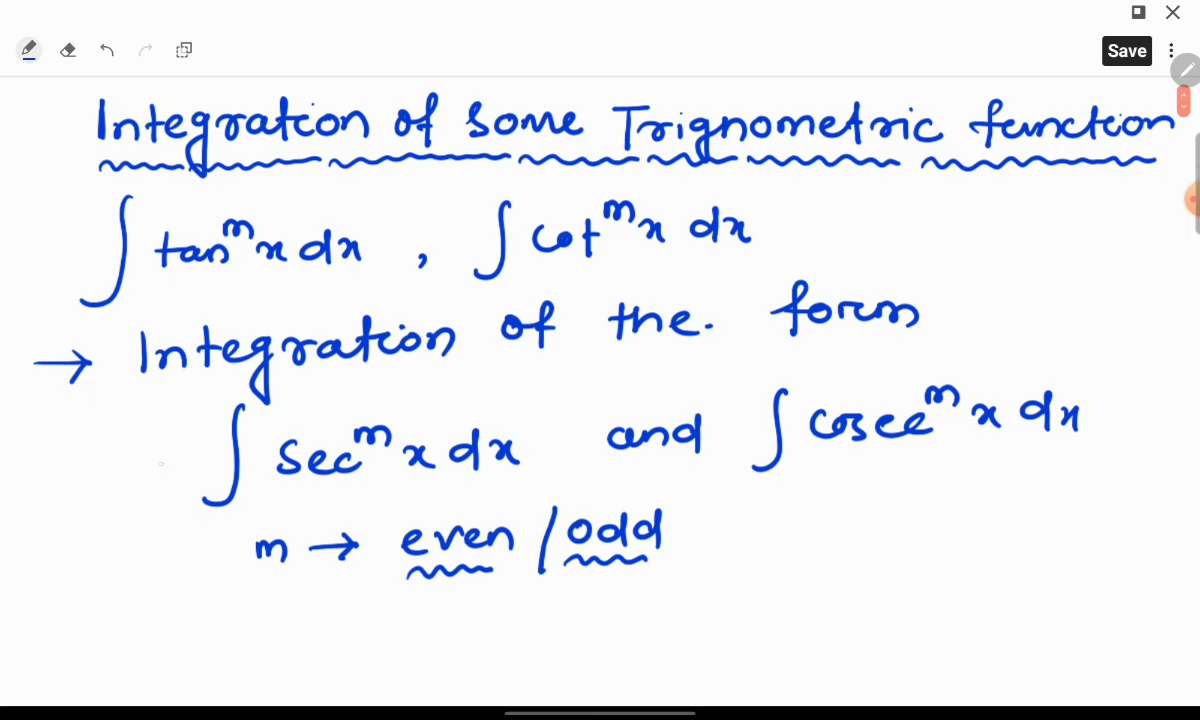 Save
Integration of some Trignometric function
∫ tanᵐx dx , ∫ cotᵐx dx
→ Integration of the. form
∫ secᵐx dx and ∫ cosecᵐx dx
m → even / odd